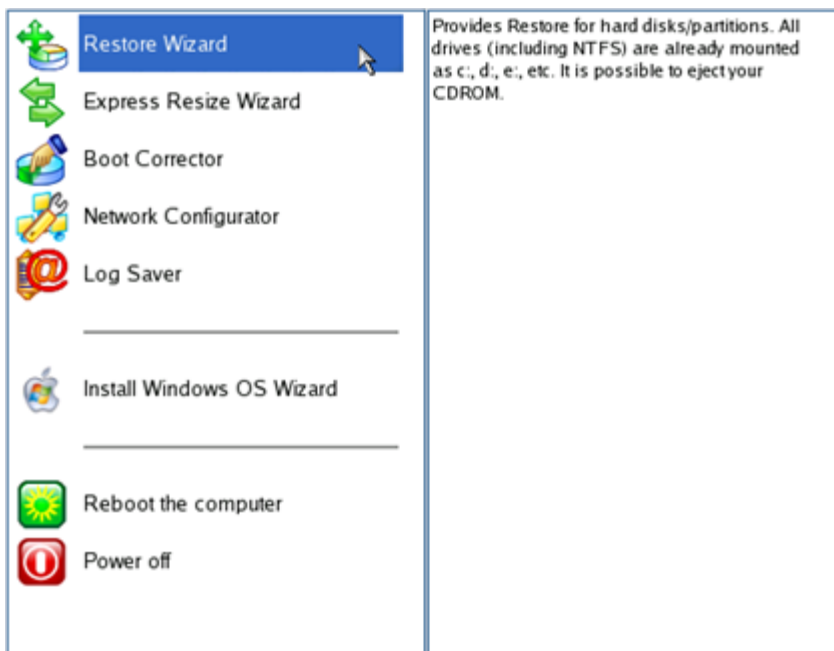 Restore Wizard
Express Resize Wizard
Boot Corrector
Network Configurator
Log Saver
Install Windows OS Wizard
Reboot the computer
Power off
Provides Restore for hard disks/partitions. All
drives (including NTFS) are already mounted
as c:, d:, e:, etc. It is possible to eject your
CDROM.